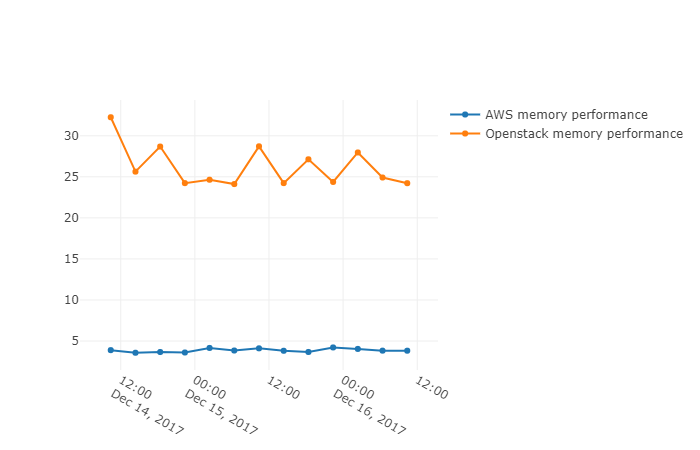 AWS memory performance
Openstack memory performance
30
25
20
15
10
5
12:00
Dec 14, 2017
00:00
Dec 15, 2017
12:00
00:00
Dec 16, 2017
12:00